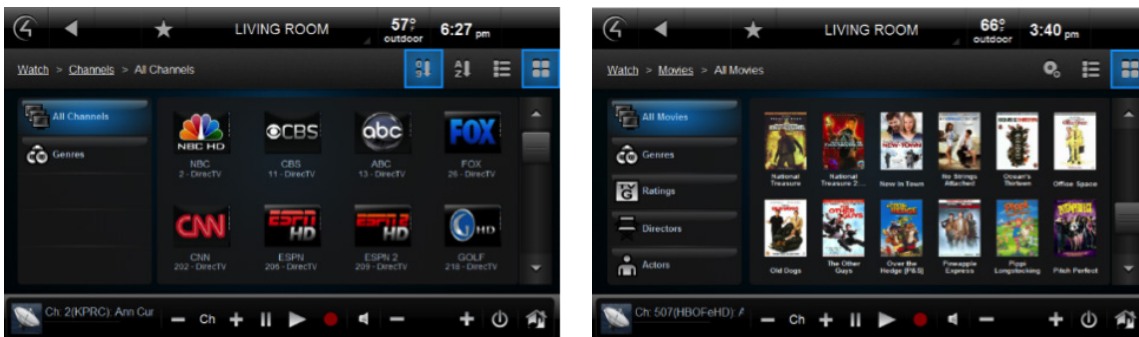 LIVING ROOM
57°F
outdoor
6:27 pm
Watch > Channels > All Channels
9
A
Z
All Channels
Genres
NBC HD
CBS
abc
FOX
NBC
2 - DirecTV
CBS
11 - DirecTV
ABC
13 - DirecTV
FOX
26 - DirecTV
CNN
ESPN
HD
ESPN 2
HD
HD
CNN
202 - DirecTV
ESPN
206 - DirecTV
ESPN 2
209 - DirecTV
GOLF
218 - DirecTV
Ch: 2(KPRC): Ann Cur
Ch
LIVING ROOM
66°F
outdoor
3:40 pm
Watch > Movies > All Movies
All Movies
Genres
Ratings
Directors
Actors
TV
G
National
Treasure
National
Treasure 2...
New in Town
No Strings
Attached
Ocean's
Thirteen
Office Space
Old Dogs
The Other
Guys
Over the
Hedge [P&S]
Pineapple
Express
Pippi
Longstocking
Pitch Perfect
Ch: 507(HBOFeHD): A
Ch